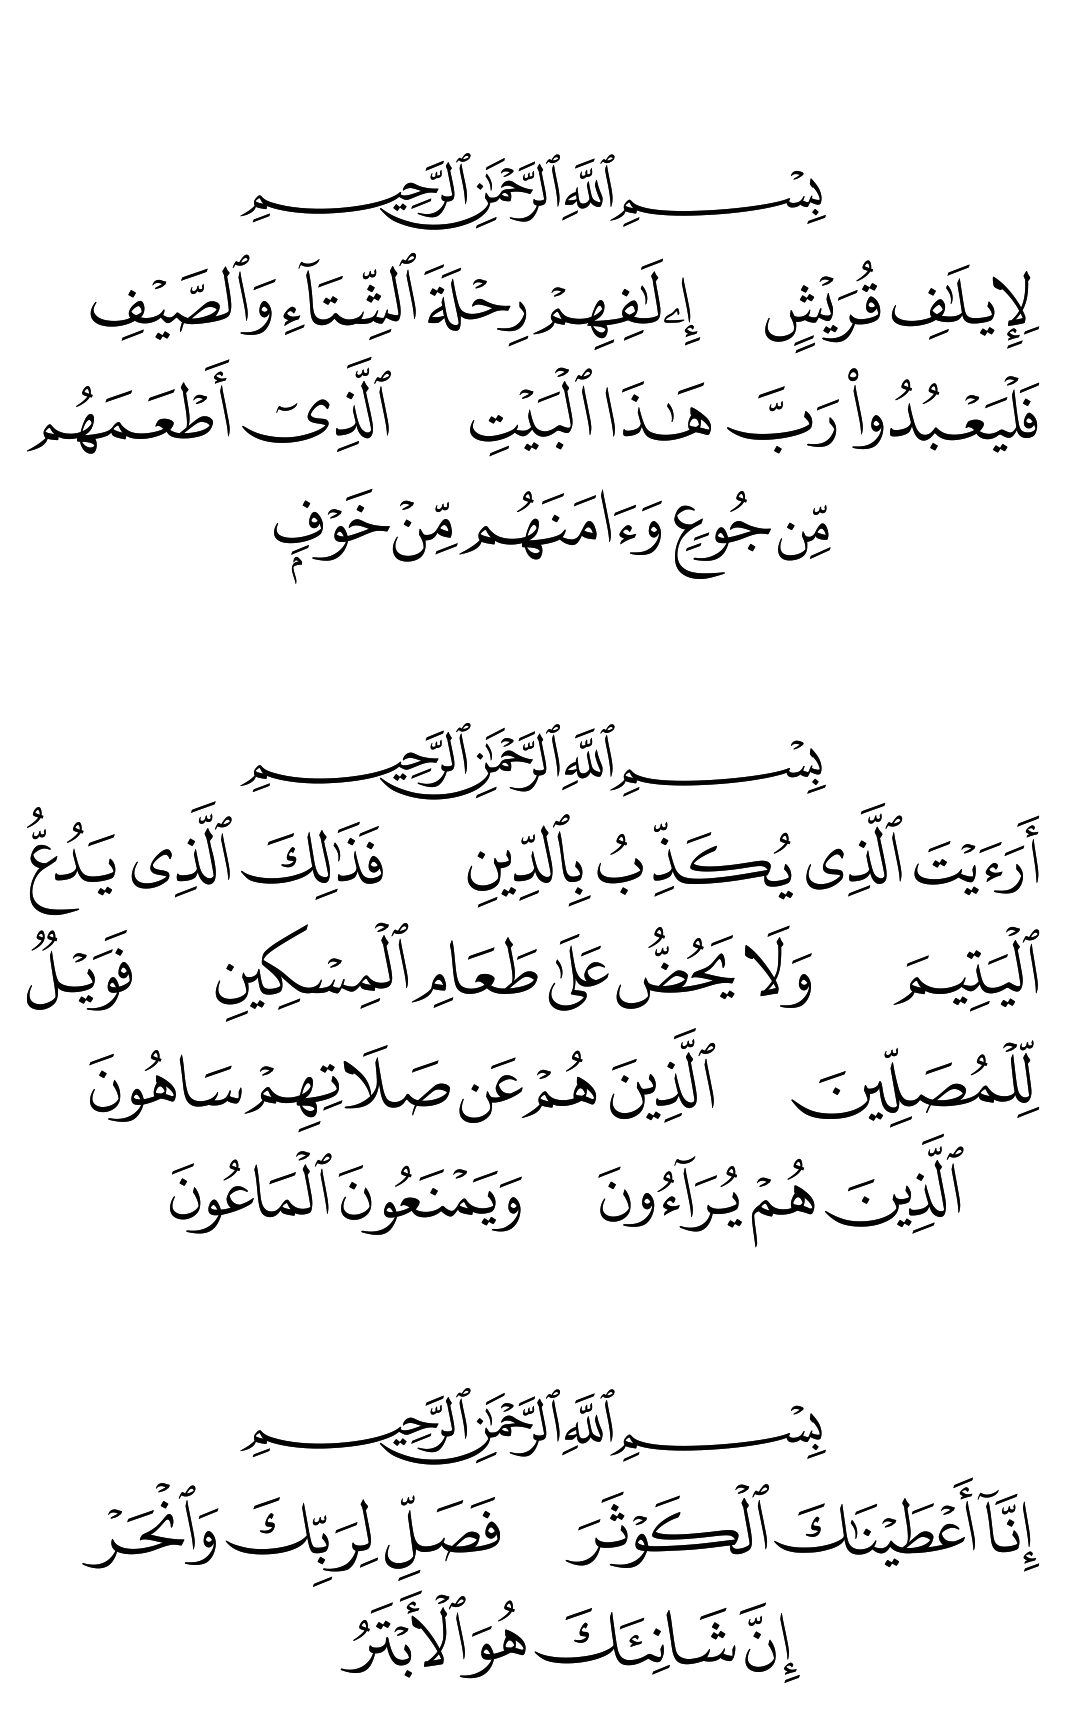 بِسْمِ ٱللَّهِ ٱلرَّحْمَٰنِ ٱلرَّحِيمِ
لِإِيلَٰفِ قُرَيْشٍ إِۦلَٰفِهِمْ رِحْلَةَ ٱلشِّتَآءِ وَٱلصَّيْفِ
فَلْيَعْبُدُوا۟ رَبَّ هَٰذَا ٱلْبَيْتِ ٱلَّذِىٓ أَطْعَمَهُم
مِّن جُوعٍ وَءَامَنَهُم مِّنْ خَوْفٍۭ
بِسْمِ ٱللَّهِ ٱلرَّحْمَٰنِ ٱلرَّحِيمِ
أَرَءَيْتَ ٱلَّذِى يُكَذِّبُ بِٱلدِّينِ فَذَٰلِكَ ٱلَّذِى يَدُعُّ
ٱلْيَتِيمَ وَلَا يَحُضُّ عَلَىٰ طَعَامِ ٱلْمِسْكِينِ فَوَيْلٌ
لِّلْمُصَلِّينَ ٱلَّذِينَ هُمْ عَن صَلَاتِهِمْ سَاهُونَ
ٱلَّذِينَ هُمْ يُرَآءُونَ وَيَمْنَعُونَ ٱلْمَاعُونَ
بِسْمِ ٱللَّهِ ٱلرَّحْمَٰنِ ٱلرَّحِيمِ
إِنَّآ أَعْطَيْنَٰكَ ٱلْكَوْثَرَ فَصَلِّ لِرَبِّكَ وَٱنْحَرْ
إِنَّ شَانِئَكَ هُوَ ٱلْأَبْتَرُ